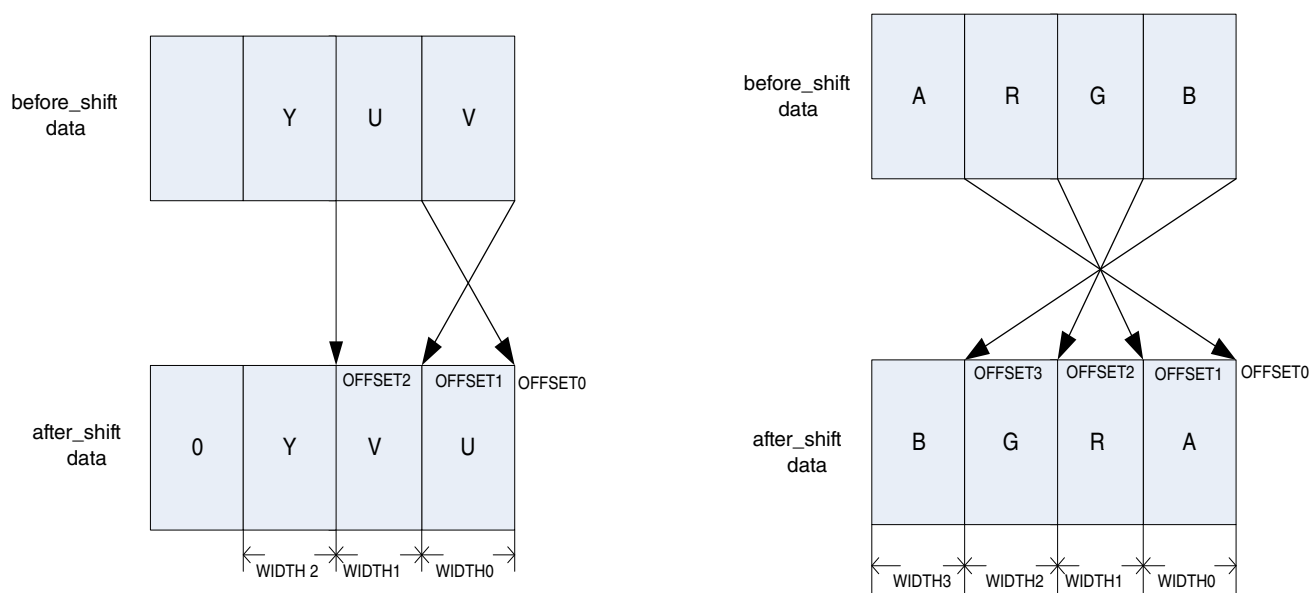 before_shift
data
Y U V
OFFSET2 OFFSET1 OFFSET0
after_shift
data
0 Y V U
WIDTH 2 WIDTH1 WIDTH0
before_shift
data
A R G B
OFFSET3 OFFSET2 OFFSET1 OFFSET0
after_shift
data
B G R A
WIDTH3 WIDTH2 WIDTH1 WIDTH0